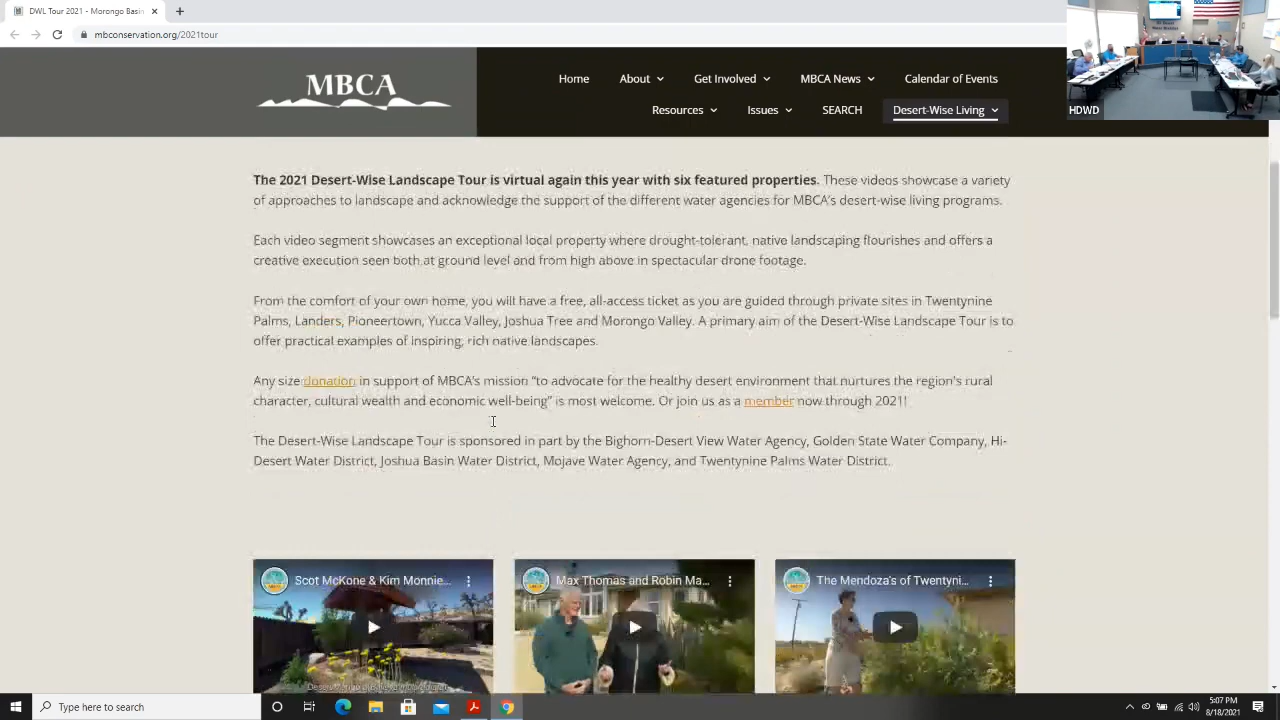 DWL Tour 2021 - Morongo Basin
mbconservation.org/2021tour
MBCA
Home
About
Get Involved
MBCA News
Calendar of Events
Resources
Issues
SEARCH
Desert-Wise Living
HDWD
The 2021 Desert-Wise Landscape Tour is virtual again this year with six featured properties. These videos showcase a variety
of approaches to landscape and acknowledge the support of the different water agencies for MBCA's desert-wise living programs.
Each video segment showcases an exceptional local property where drought-tolerant, native landscaping flourishes and offers a
creative execution seen both at ground level and from high above in spectacular drone footage.
From the comfort of your own home, you will have a free, all-access ticket as you are guided through private sites in Twentynine
Palms, Landers, Pioneertown, Yucca Valley, Joshua Tree and Morongo Valley. A primary aim of the Desert-Wise Landscape Tour is to
offer practical examples of inspiring, rich native landscapes.
Any size donation in support of MBCA's mission "to advocate for the healthy desert environment that nurtures the region's rural
character, cultural wealth and economic well-being" is most welcome. Or join us as a member now through 2021!
The Desert-Wise Landscape Tour is sponsored in part by the Bighorn-Desert View Water Agency, Golden State Water Company, Hi-
Desert Water District, Joshua Basin Water District, Mojave Water Agency, and Twentynine Palms Water District.
Scot McKone & Kim Monnie...
Max Thomas and Robin Ma...
The Mendoza's of Twentyni...
Type here to search
5:07 PM
8/18/2021